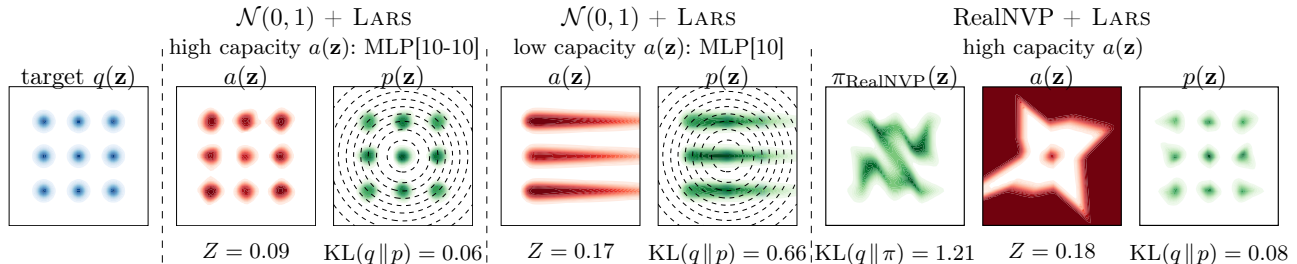 N(0, 1) + LARS N(0, 1) + LARS RealNVP + LARS
high capacity a(z): MLP[10-10] low capacity a(z): MLP[10] high capacity a(z)
target q(z) a(z) p(z) a(z) p(z) π_RealNVP(z) a(z) p(z)
Z = 0.09 KL(q‖p) = 0.06 Z = 0.17 KL(q‖p) = 0.66 KL(q‖π) = 1.21 Z = 0.18 KL(q‖p) = 0.08